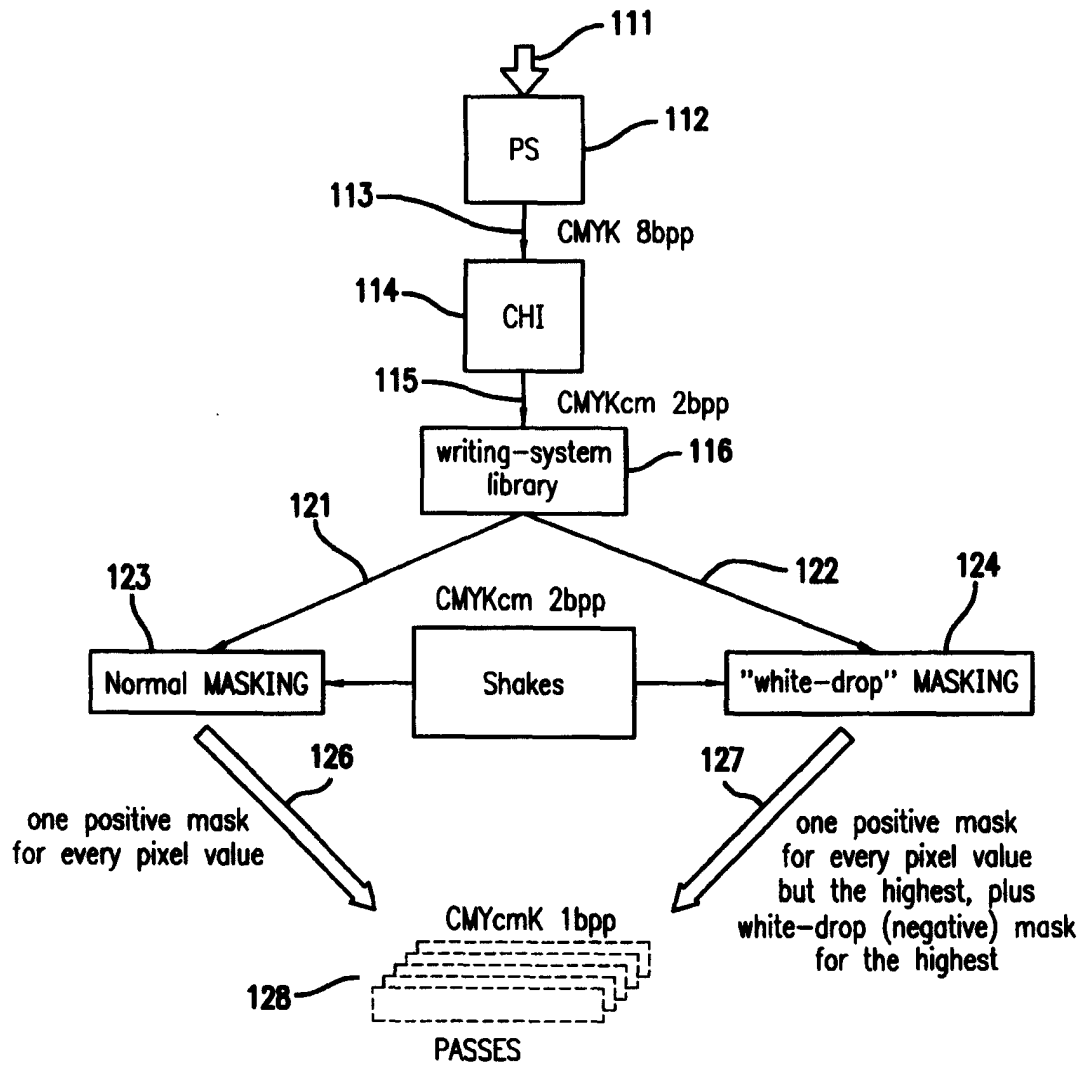 111
PS
112
113
CMYK 8bpp
114
CHI
115
CMYKcm 2bpp
writing-system
library
116
121
122
123
124
CMYKcm 2bpp
Normal MASKING
Shakes
"white-drop" MASKING
126
127
one positive mask
for every pixel value
one positive mask
for every pixel value
but the highest, plus
white-drop (negative) mask
for the highest
CMYcmK 1bpp
128
PASSES